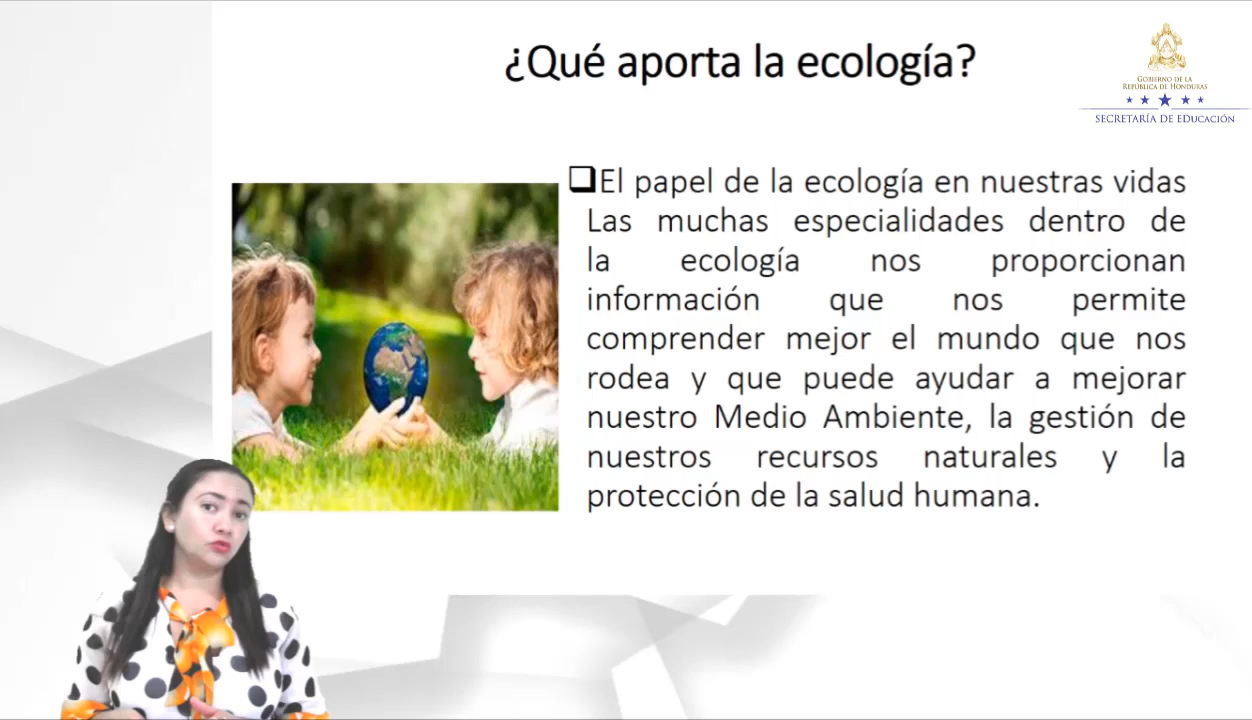 ¿Qué aporta la ecología?
GOBIERNO DE LA
REPÚBLICA DE HONDURAS
SECRETARÍA DE EDUCACIÓN
El papel de la ecología en nuestras vidas
Las muchas especialidades dentro de
la ecología nos proporcionan
información que nos permite
comprender mejor el mundo que nos
rodea y que puede ayudar a mejorar
nuestro Medio Ambiente, la gestión de
nuestros recursos naturales y la
protección de la salud humana.